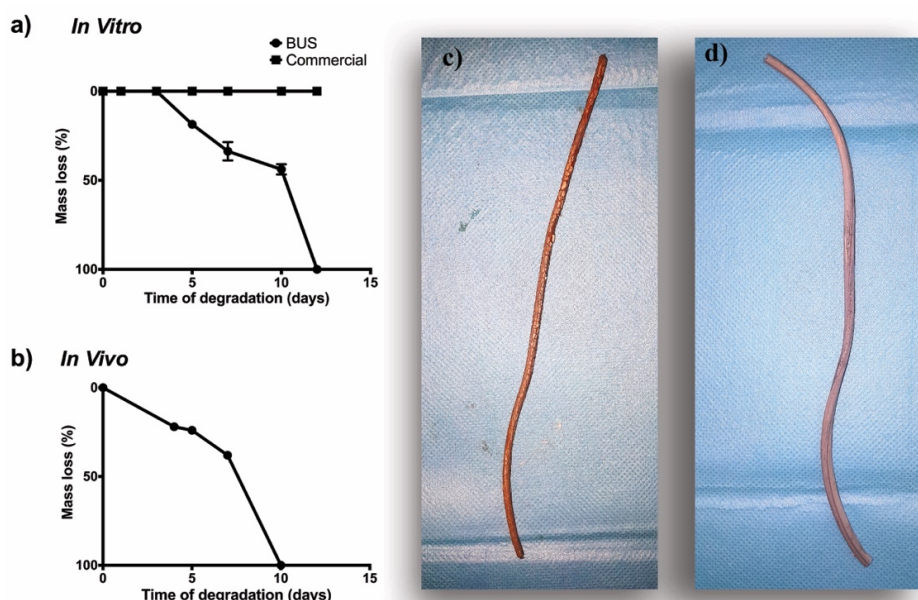 a) In Vitro
BUS
Commercial
0
50
100
Mass loss (%)
0 5 10 15
Time of degradation (days)
b) In Vivo
0
50
100
Mass loss (%)
0 5 10 15
Time of degradation (days)
c)
d)